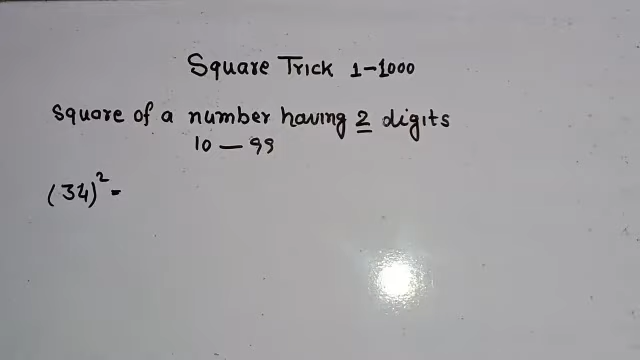 Square Trick 1-1000
Square of a number having 2 digits
10 — 99
(34)² -